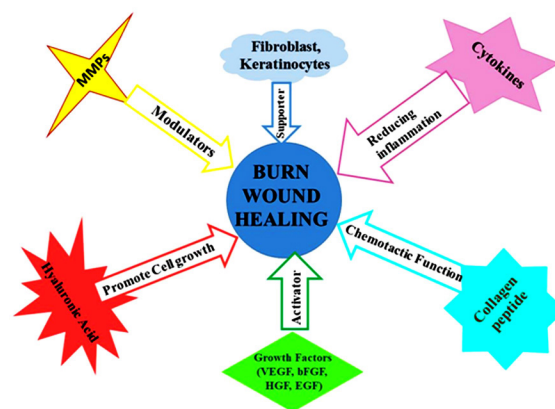 MMPs
Modulators
Fibroblast,
Keratinocytes
Supporter
Cytokines
Reducing
inflammation
BURN
WOUND
HEALING
Hyaluronic Acid
Promote Cell growth
Activator
Growth Factors
(VEGF, bFGF,
HGF, EGF)
Chemotactic Function
Collagen
peptide